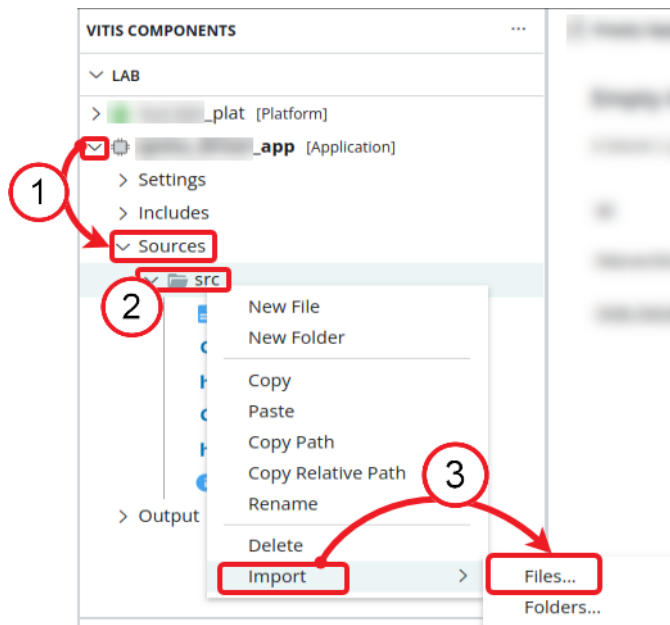 VITIS COMPONENTS ...
LAB
_plat [Platform]
_app [Application]
1
Settings
Includes
Sources
src
2
New File
New Folder
Copy
Paste
Copy Path
Copy Relative Path
3
Rename
Output
Delete
Import
Files...
Folders...